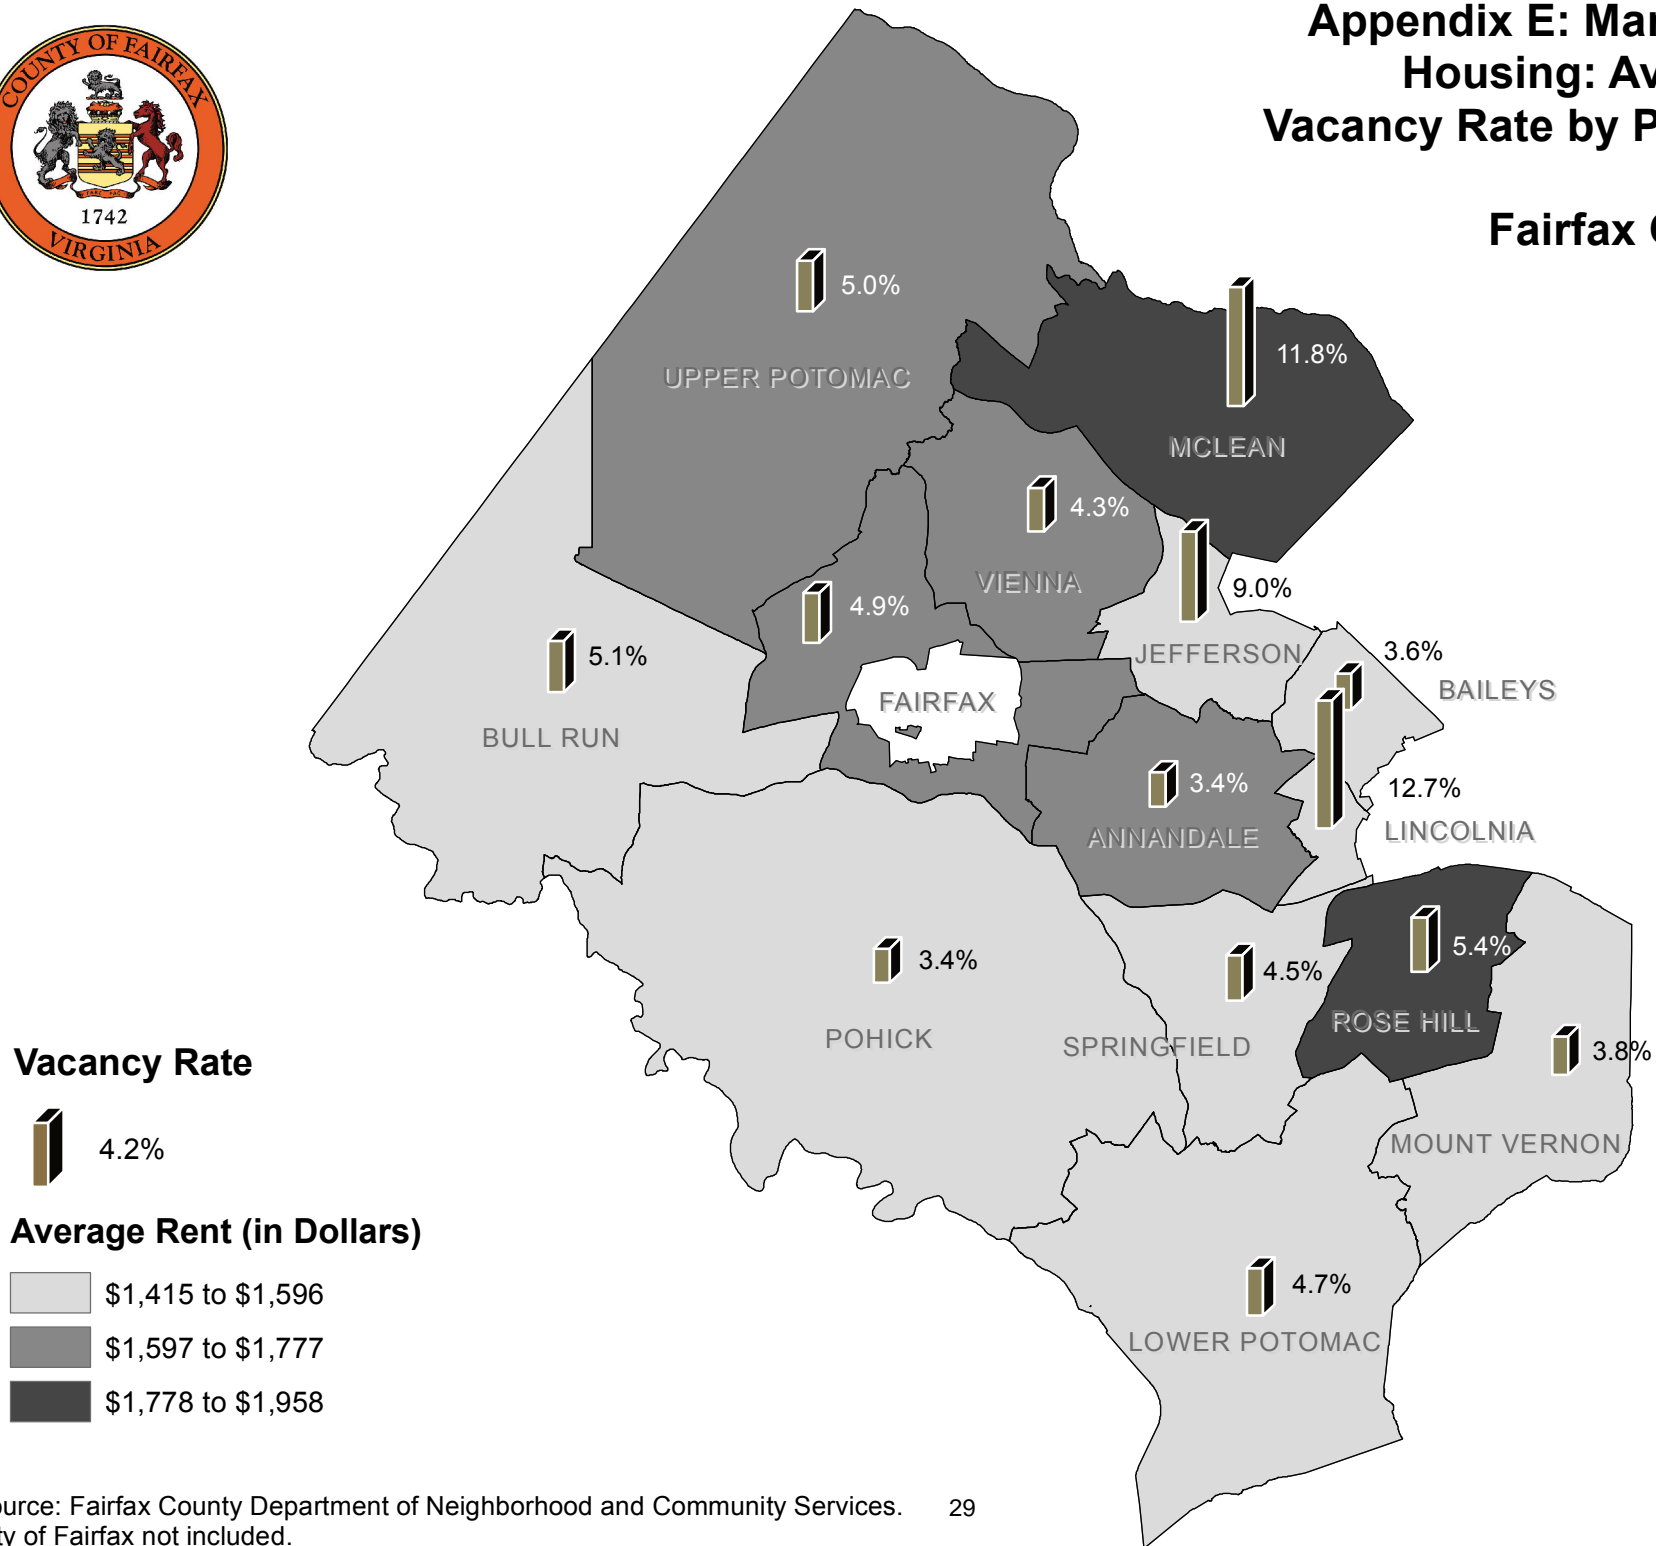 COUNTY OF FAIRFAX
1742
VIRGINIA
Appendix E:
Housing:
Vacancy Rate by
Fairfax
5.0%
UPPER POTOMAC
11.8%
MCLEAN
4.3%
VIENNA
4.9%
9.0%
JEFFERSON
3.6%
BAILEYS
5.1%
BULL RUN
FAIRFAX
3.4%
ANNANDALE
12.7%
LINCOLNIA
3.4%
POHICK
4.5%
SPRINGFIELD
5.4%
ROSE HILL
3.8%
MOUNT VERNON
4.7%
LOWER POTOMAC
Vacancy Rate
4.2%
Average Rent (in Dollars)
$1,415 to $1,596
$1,597 to $1,777
$1,778 to $1,958
ource: Fairfax County Department of Neighborhood and Community Services.
ty of Fairfax not included.
29